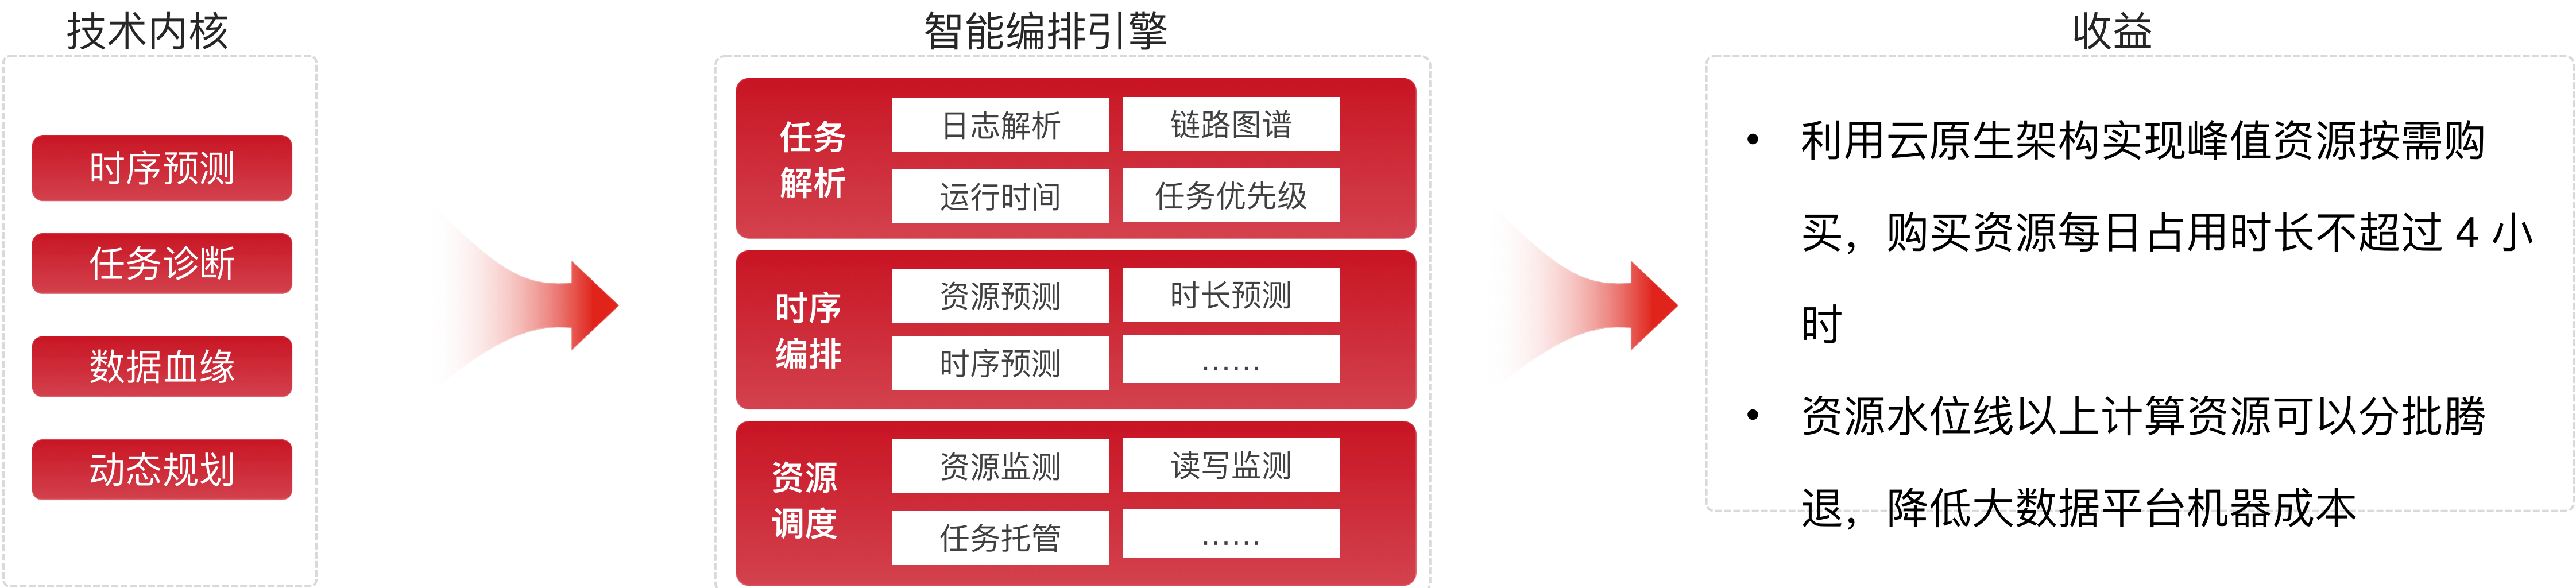 技术内核
时序预测
任务诊断
数据血缘
动态规划
智能编排引擎
任务
解析
日志解析
链路图谱
运行时间
任务优先级
时序
编排
资源预测
时长预测
时序预测
……
资源
调度
资源监测
读写监测
任务托管
……
收益
• 利用云原生架构实现峰值资源按需购
买，购买资源每日占用时长不超过 4 小
时
• 资源水位线以上计算资源可以分批腾
退，降低大数据平台机器成本